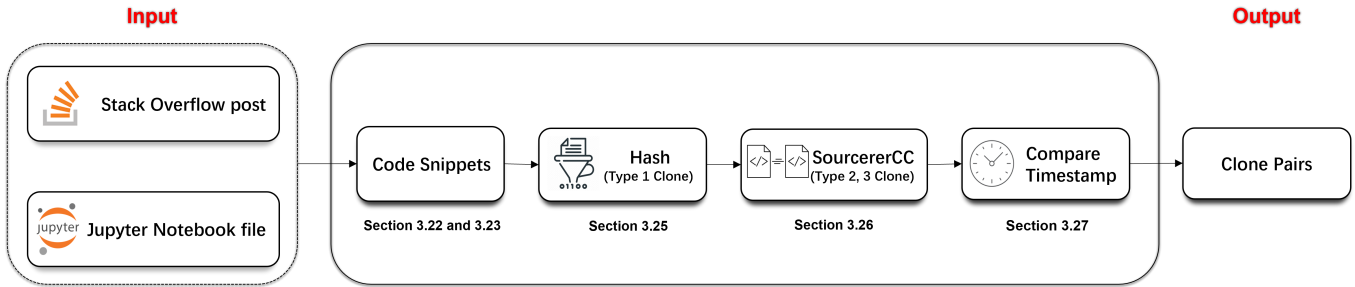 Input
Output
Stack Overflow post
jupyter
Jupyter Notebook file
Code Snippets
Section 3.22 and 3.23
Hash
(Type 1 Clone)
01100
Section 3.25
</>
</>
SourcererCC
(Type 2, 3 Clone)
Section 3.26
Compare
Timestamp
Section 3.27
Clone Pairs